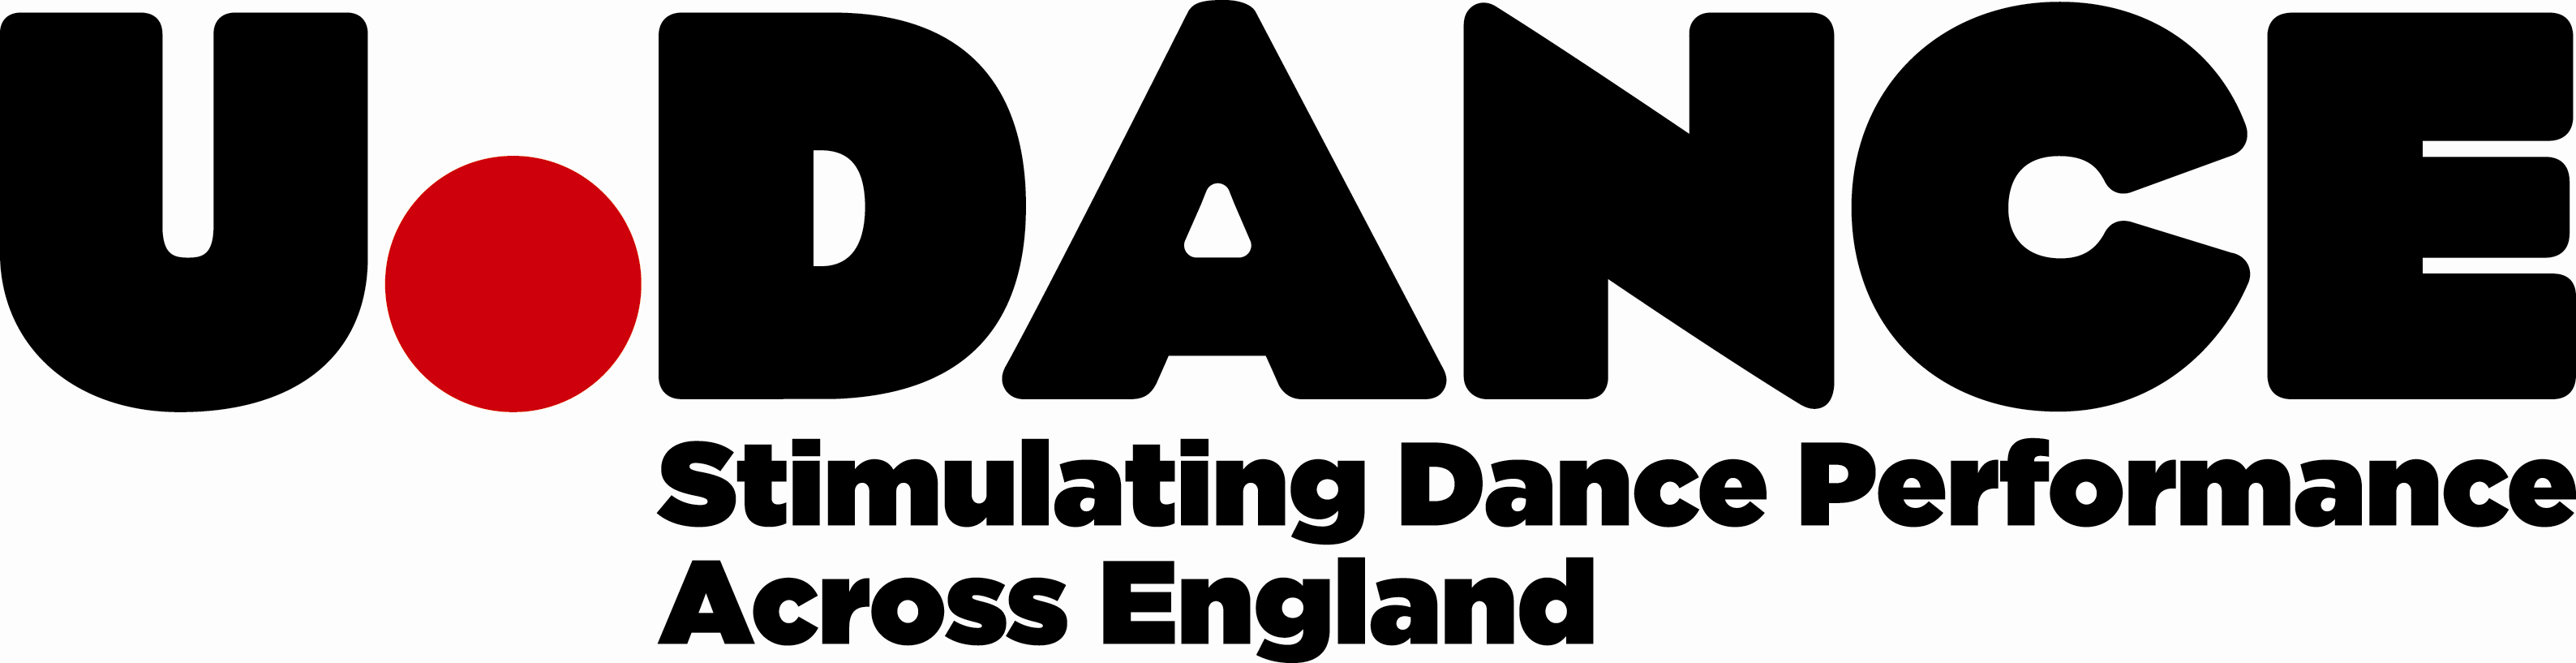 U.DANCE
Stimulating Dance Performance
Across England